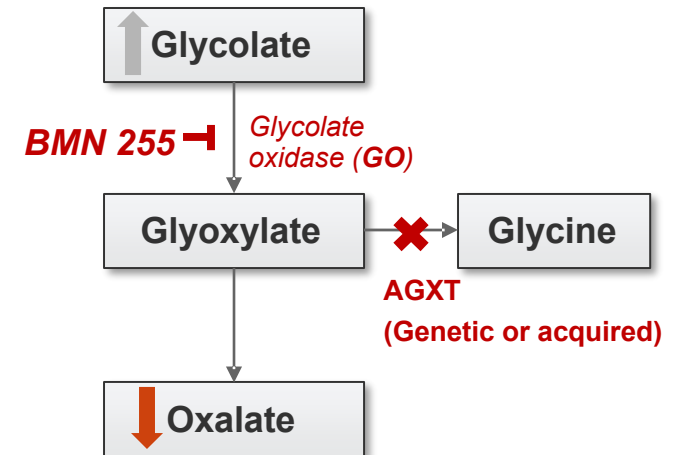 Glycolate
BMN 255
Glycolate
oxidase (GO)
Glyoxylate
Glycine
AGXT
(Genetic or acquired)
Oxalate